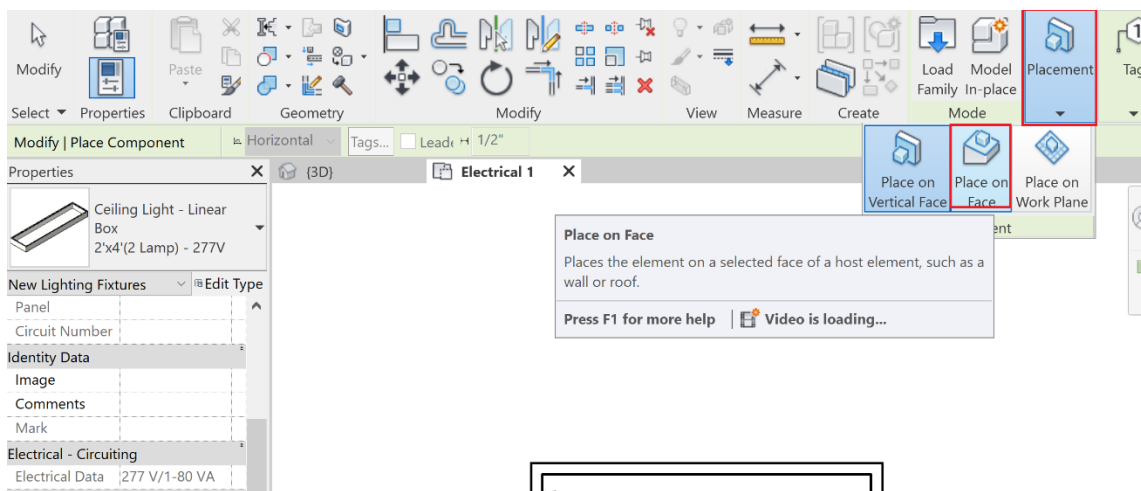 Modify
Paste
Load
Family
Model
In-place
Placement
Tag
Select
Properties
Clipboard
Geometry
Modify
View
Measure
Create
Mode
Modify | Place Component
Horizontal
Tags...
1/2"
Properties
{3D}
Electrical 1
Place on
Vertical Face
Place on
Face
Place on
Work Plane
Ceiling Light - Linear
Box
2'x4'(2 Lamp) - 277V
New Lighting Fixtures
Edit Type
Place on Face
Places the element on a selected face of a host element, such as a
wall or roof.
Press F1 for more help
Video is loading...
Panel
Circuit Number
Identity Data
Image
Comments
Mark
Electrical - Circuiting
Electrical Data 277 V/1-80 VA